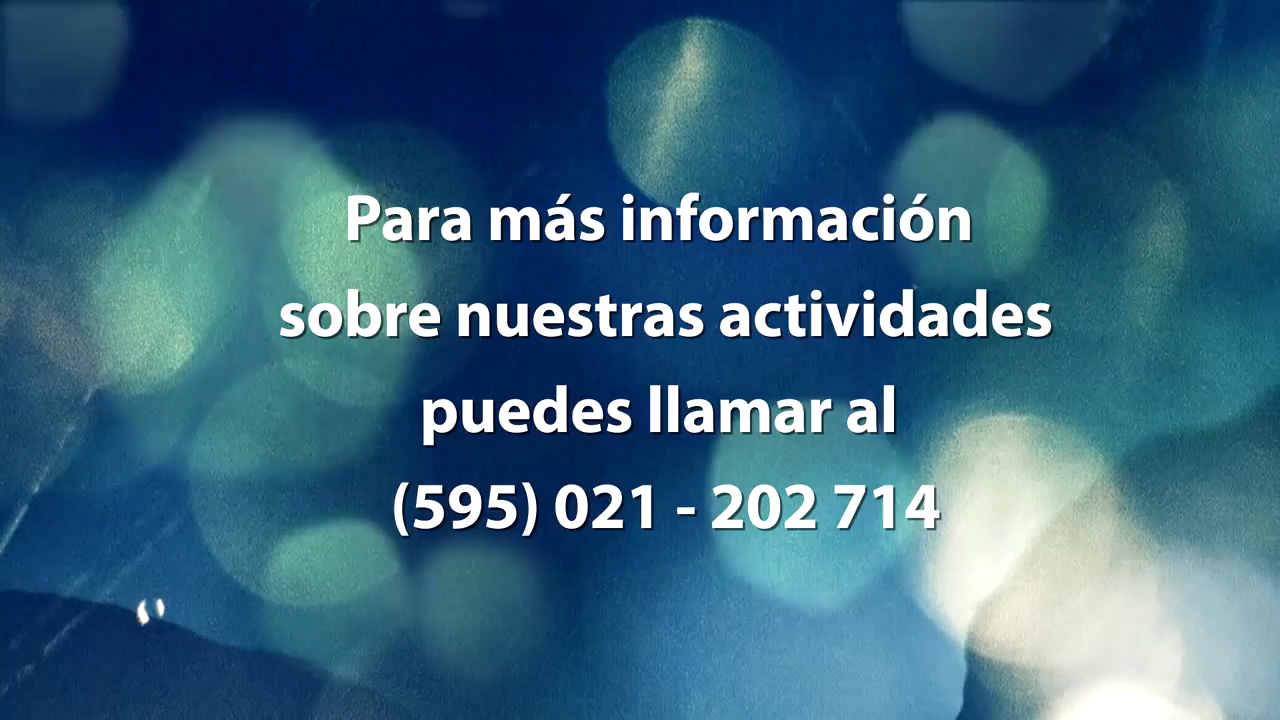 Para más información
sobre nuestras actividades
puedes llamar al
(595) 021 - 202 714